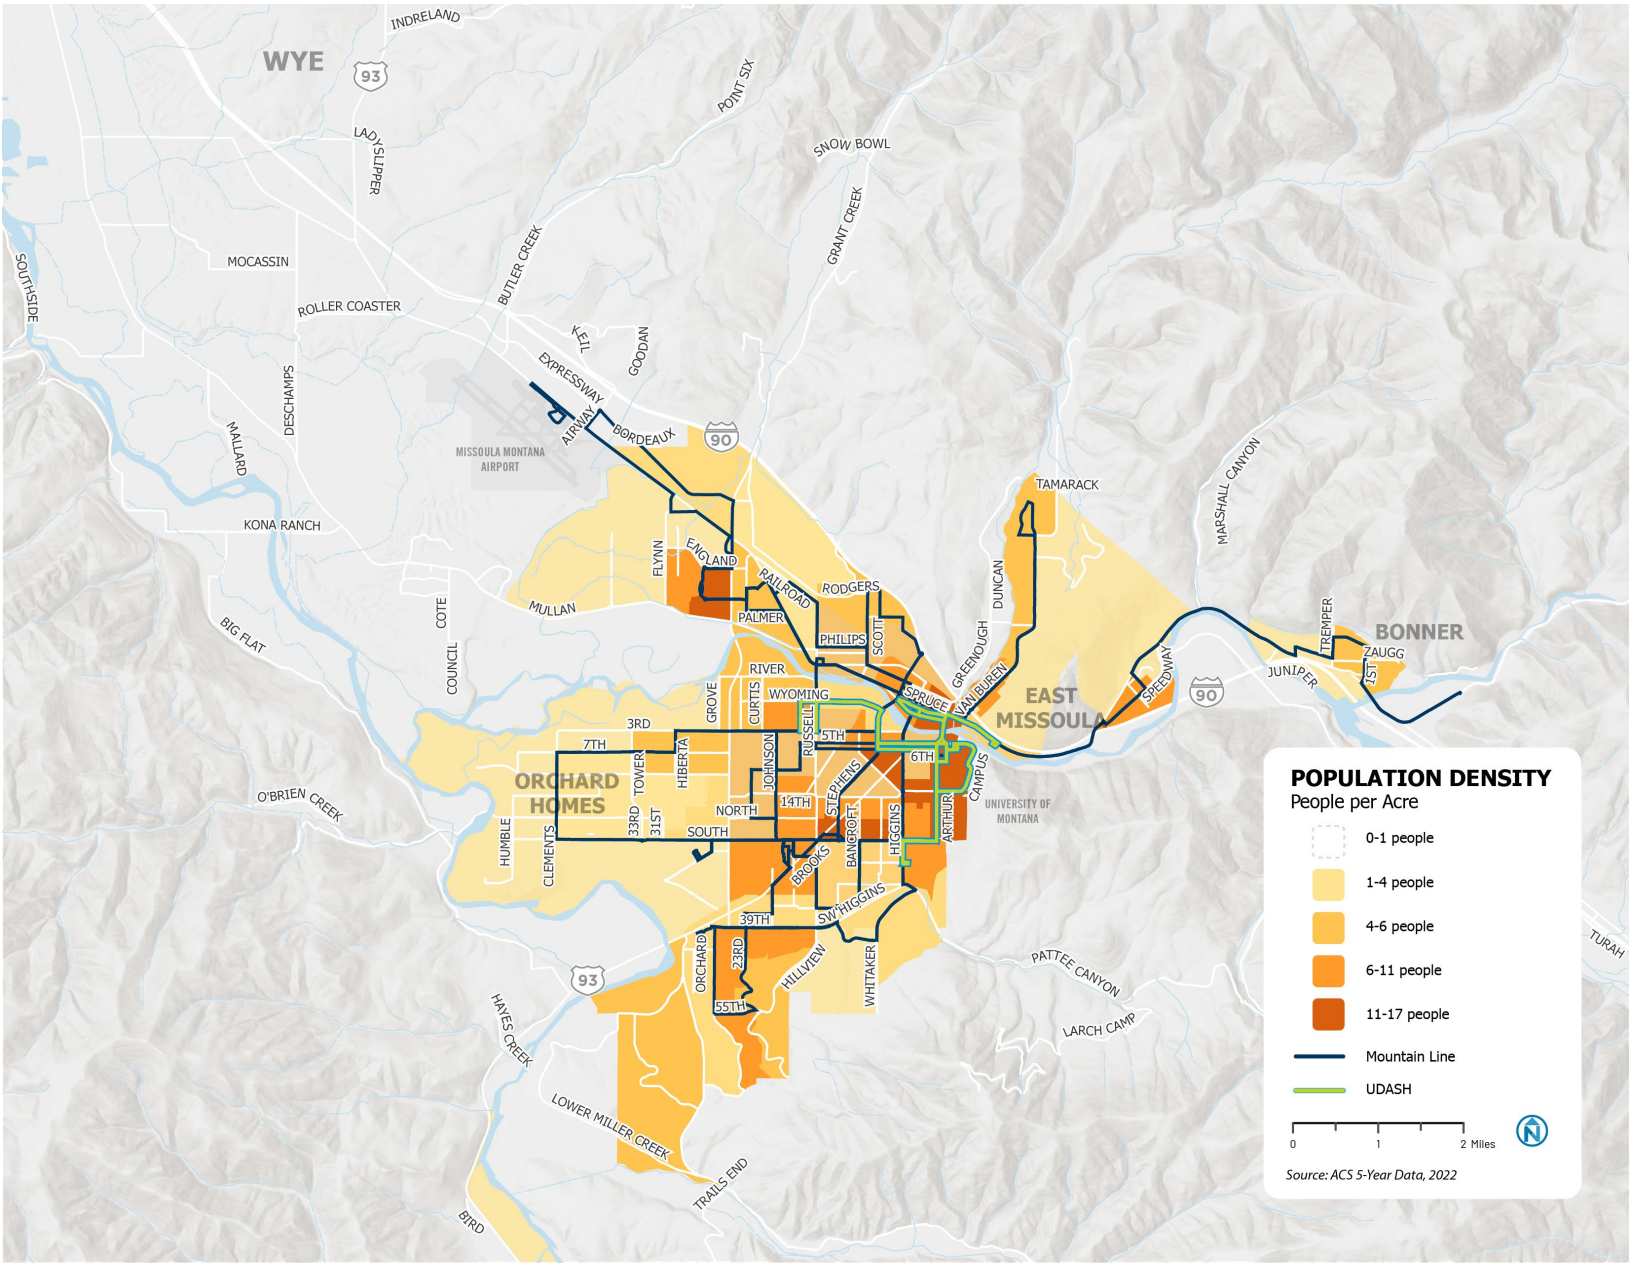 INDRELAND
WYE
93
POINT SIX
LADYSLIPPER
SNOW BOWL
GRANT CREEK
BUTLER CREEK
MOCASSIN
SOUTHSIDE
ROLLER COASTER
KEIL
GOODAN
EXPRESSWAY
DESCHAMPS
AIRWAY
BORDEAUX
90
MISSOULA MONTANA
AIRPORT
MALLARD
MARSHALL CANYON
TAMARACK
KONA RANCH
FLYNN
ENGLAND
RAILROAD
RODGERS
DUNCAN
MULLAN
COTE
PALMER
PHILIPS
SCOTT
BIG FLAT
COUNCIL
GREENOUGH
TREMPER
BONNER
ZAUGG
1ST
JUNIPER
SPEEDWAY
90
RIVER
GROVE
CURTIS
WYOMING
SPRUCE
VAN BUREN
EAST
MISSOULA
3RD
7TH
RUSSELL
5TH
6TH
TOWER
HIBERTA
JOHNSON
STEPHENS
CAMPUS
ORCHARD
HOMES
O'BRIEN CREEK
NORTH
14TH
33RD
31ST
SOUTH
HUMBLE
CLEMENTS
BANCROFT
HIGGINS
ARTHUR
UNIVERSITY OF
MONTANA
BROOKS
SW HIGGINS
39TH
ORCHARD
23RD
HILLVIEW
WHITAKER
PATTEE CANYON
TURAH
93
55TH
HAYES CREEK
LARCH CAMP
LOWER MILLER CREEK
TRAILS END
BIRD
POPULATION DENSITY
People per Acre
0-1 people
1-4 people
4-6 people
6-11 people
11-17 people
Mountain Line
UDASH
0 1 2 Miles
N
Source: ACS 5-Year Data, 2022